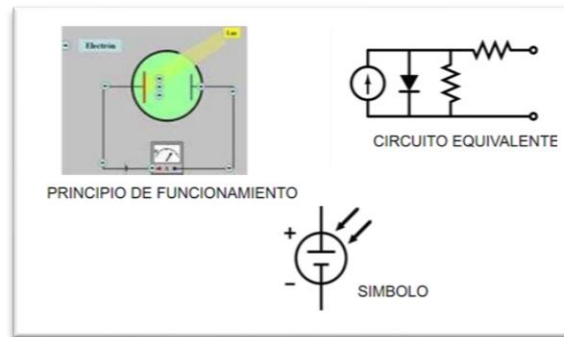 Luz
Electrón
CIRCUITO EQUIVALENTE
PRINCIPIO DE FUNCIONAMIENTO
+
−
SIMBOLO